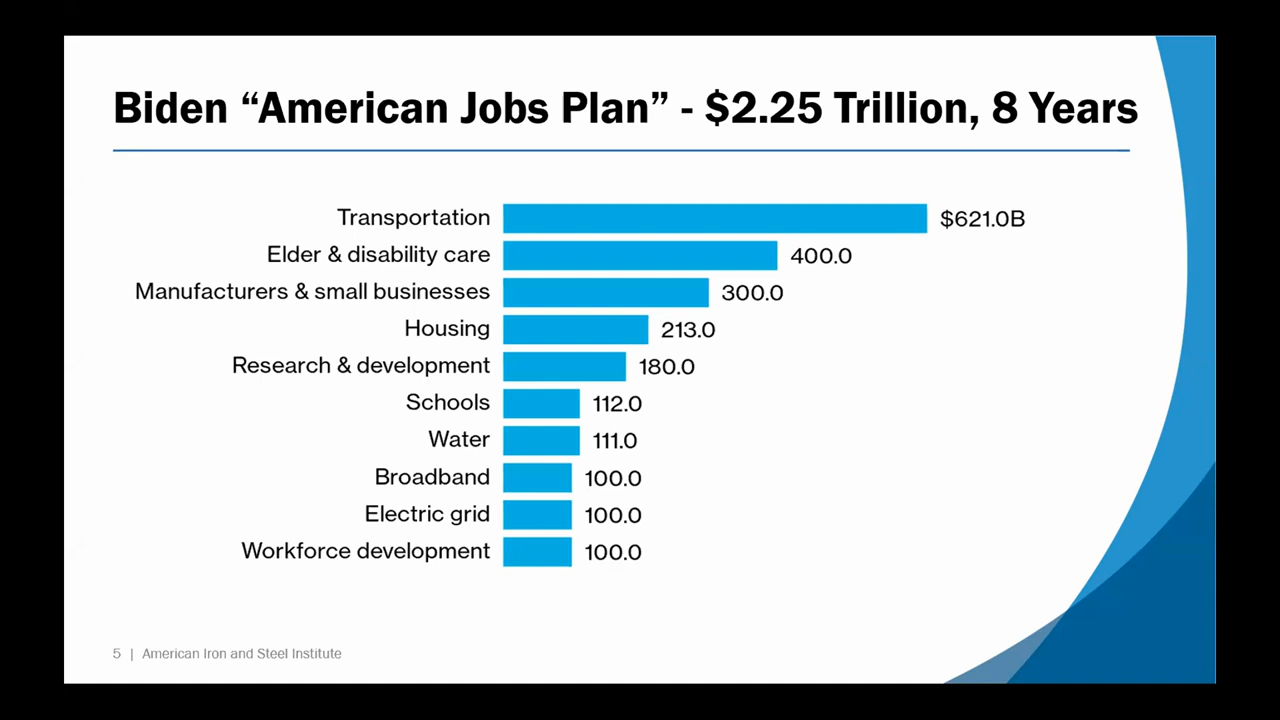 Biden “American Jobs Plan” - $2.25 Trillion, 8 Years
Transportation $621.0B
Elder & disability care 400.0
Manufacturers & small businesses 300.0
Housing 213.0
Research & development 180.0
Schools 112.0
Water 111.0
Broadband 100.0
Electric grid 100.0
Workforce development 100.0
5 | American Iron and Steel Institute